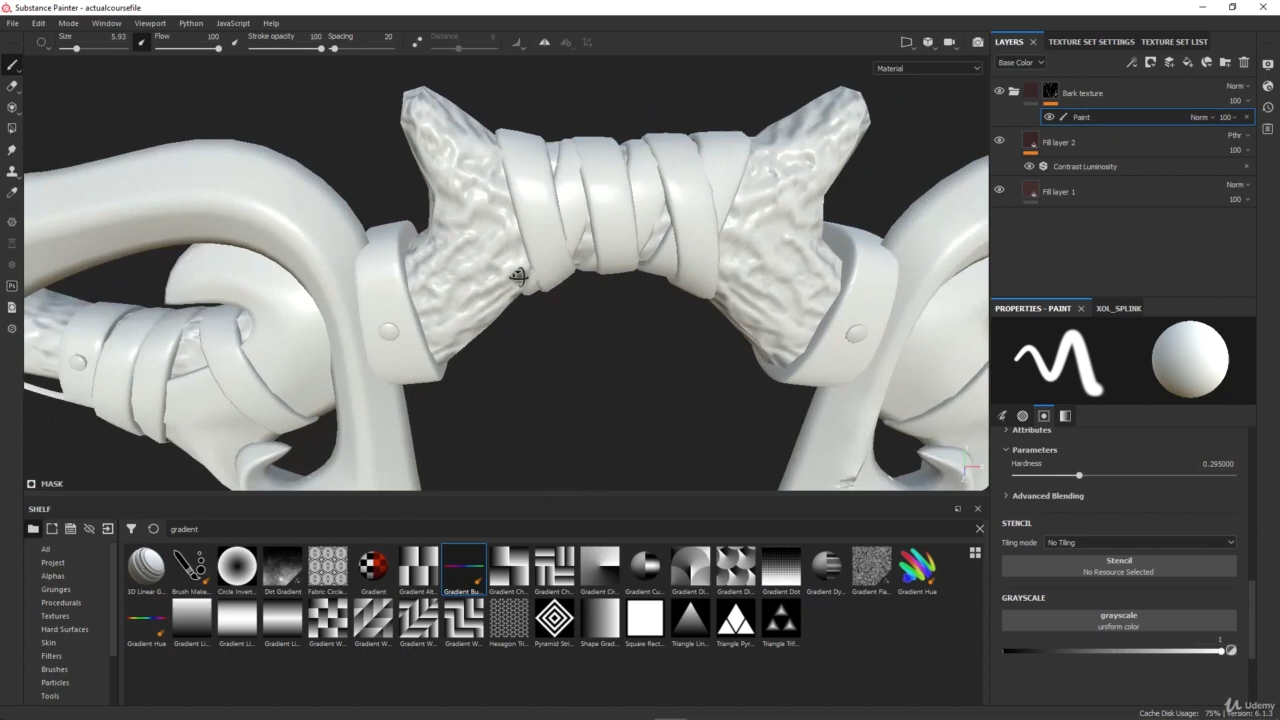 Substance Painter - actualcoursefile
File Edit Mode Window Viewport Python JavaScript Help
Size 5.93 Flow 100 Stroke opacity 100 Spacing 20 Distance 8
Material
LAYERS TEXTURE SET SETTINGS TEXTURE SET LIST
Base Color
Bark texture Norm 100
Paint Norm 100
Fill layer 2 Pthr 100
Contrast Luminosity
Fill layer 1 Norm 100
PROPERTIES - PAINT XOL_SPLINK
Attributes
Parameters
Hardness 0.295000
Advanced Blending
STENCIL
Tiling mode No Tiling
Stencil
No Resource Selected
GRAYSCALE
grayscale
uniform color
1
MASK
SHELF
gradient
All
Project
Alphas
Grunges
Procedurals
Textures
Hard Surfaces
Skin
Filters
Brushes
Particles
Tools
3D Linear G... Brush Make... Circle Invert... Dirt Gradient Fabric Circle... Gradient Gradient Alt... Gradient Bu... Gradient Ch... Gradient Ch... Gradient Cir... Gradient Cu... Gradient Di... Gradient Di... Gradient Dot Gradient Dy... Gradient Fla... Gradient Hue
Gradient Hue Gradient Li... Gradient Li... Gradient Li... Gradient W... Gradient W... Gradient W... Gradient W... Hexagon Tri... Pyramid Stri... Shape Grad... Square Rect... Triangle Lin... Triangle Pyr... Triangle Trif...
Udemy
Cache Disk Usage: 75% | Version: 6.1.3